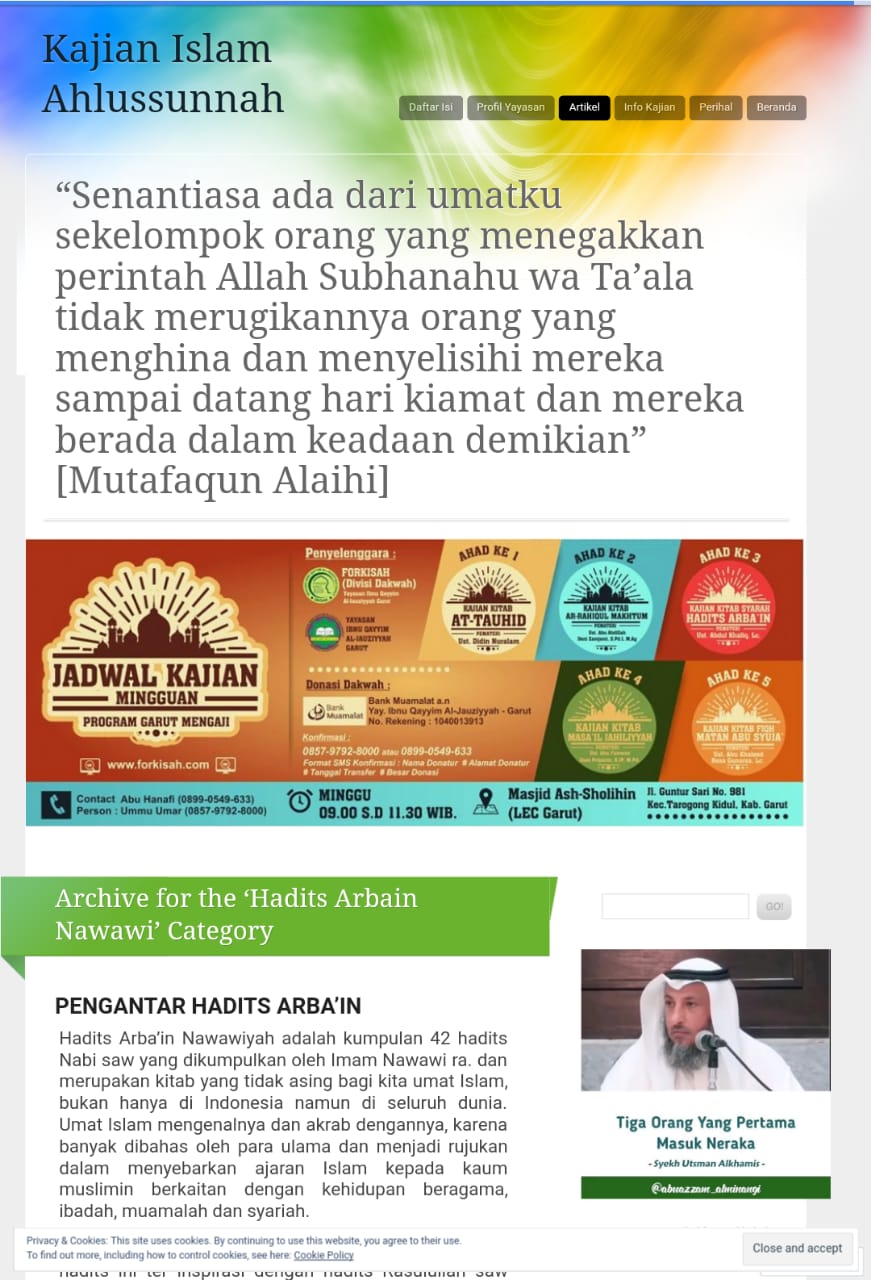 Kajian Islam
Ahlussunnah
Daftar Isi
Profil Yayasan
Artikel
Info Kajian
Perihal
Beranda
“Senantiasa ada dari umatku
sekelompok orang yang menegakkan
perintah Allah Subhanahu wa Ta’ala
tidak merugikannya orang yang
menghina dan menyelisihi mereka
sampai datang hari kiamat dan mereka
berada dalam keadaan demikian”
[Mutafaqun Alaihi]
JADWAL KAJIAN
MINGGUAN
PROGRAM GARUT MENGAJI
www.forkisah.com
Penyelenggara :
FORKISAH
(Divisi Dakwah)
Yayasan Ibnu Qayyim
Al-Jauziyyah Garut
YAYASAN
IBNU QAYYIM
AL-JAUZIYYAH
GARUT
Donasi Dakwah :
Bank
Muamalat
Bank Muamalat a.n
Yay. Ibnu Qayyim Al-Jauziyyah - Garut
No. Rekening : 1040013913
Konfirmasi :
0857-9792-8000 atau 0899-0549-633
Format SMS Konfirmasi : Nama Donatur # Alamat Donatur
# Tanggal Transfer # Besar Donasi
AHAD KE 1
KAJIAN KITAB
AT-TAUHID
PEMATERI
Ust. Didin Nuralam
AHAD KE 2
KAJIAN KITAB
AR-RAHIQUL MAKHTUM
PEMATERI
AHAD KE 3
KAJIAN KITAB SYARAH
HADITS ARBA'IN
PEMATERI
Ust. Abdul Khaliq, Lc.
AHAD KE 4
KAJIAN KITAB
MASA'IL JAHILIYYAH
PEMATERI
AHAD KE 5
KAJIAN KITAB FIQH
MATAN ABU SYUJA'
PEMATERI
Contact Abu Hanafi (0899-0549-633)
Person : Ummu Umar (0857-9792-8000)
MINGGU
09.00 S.D 11.30 WIB.
Masjid Ash-Sholihin
(LEC Garut)
Jl. Guntur Sari No. 981
Kec.Tarogong Kidul, Kab. Garut
Archive for the ‘Hadits Arbain
Nawawi’ Category
GO!
PENGANTAR HADITS ARBA’IN
Hadits Arba’in Nawawiyah adalah kumpulan 42 hadits
Nabi saw yang dikumpulkan oleh Imam Nawawi ra. dan
merupakan kitab yang tidak asing bagi kita umat Islam,
bukan hanya di Indonesia namun di seluruh dunia.
Umat Islam mengenalnya dan akrab dengannya, karena
banyak dibahas oleh para ulama dan menjadi rujukan
dalam menyebarkan ajaran Islam kepada kaum
muslimin berkaitan dengan kehidupan beragama,
ibadah, muamalah dan syariah.
Tiga Orang Yang Pertama
Masuk Neraka
- Syekh Utsman Alkhamis -
@abuazzam_alminangi
Privacy & Cookies: This site uses cookies. By continuing to use this website, you agree to their use.
To find out more, including how to control cookies, see here: Cookie Policy
Close and accept
hadits ini ter inspirasi dengan hadits Rasulullah saw